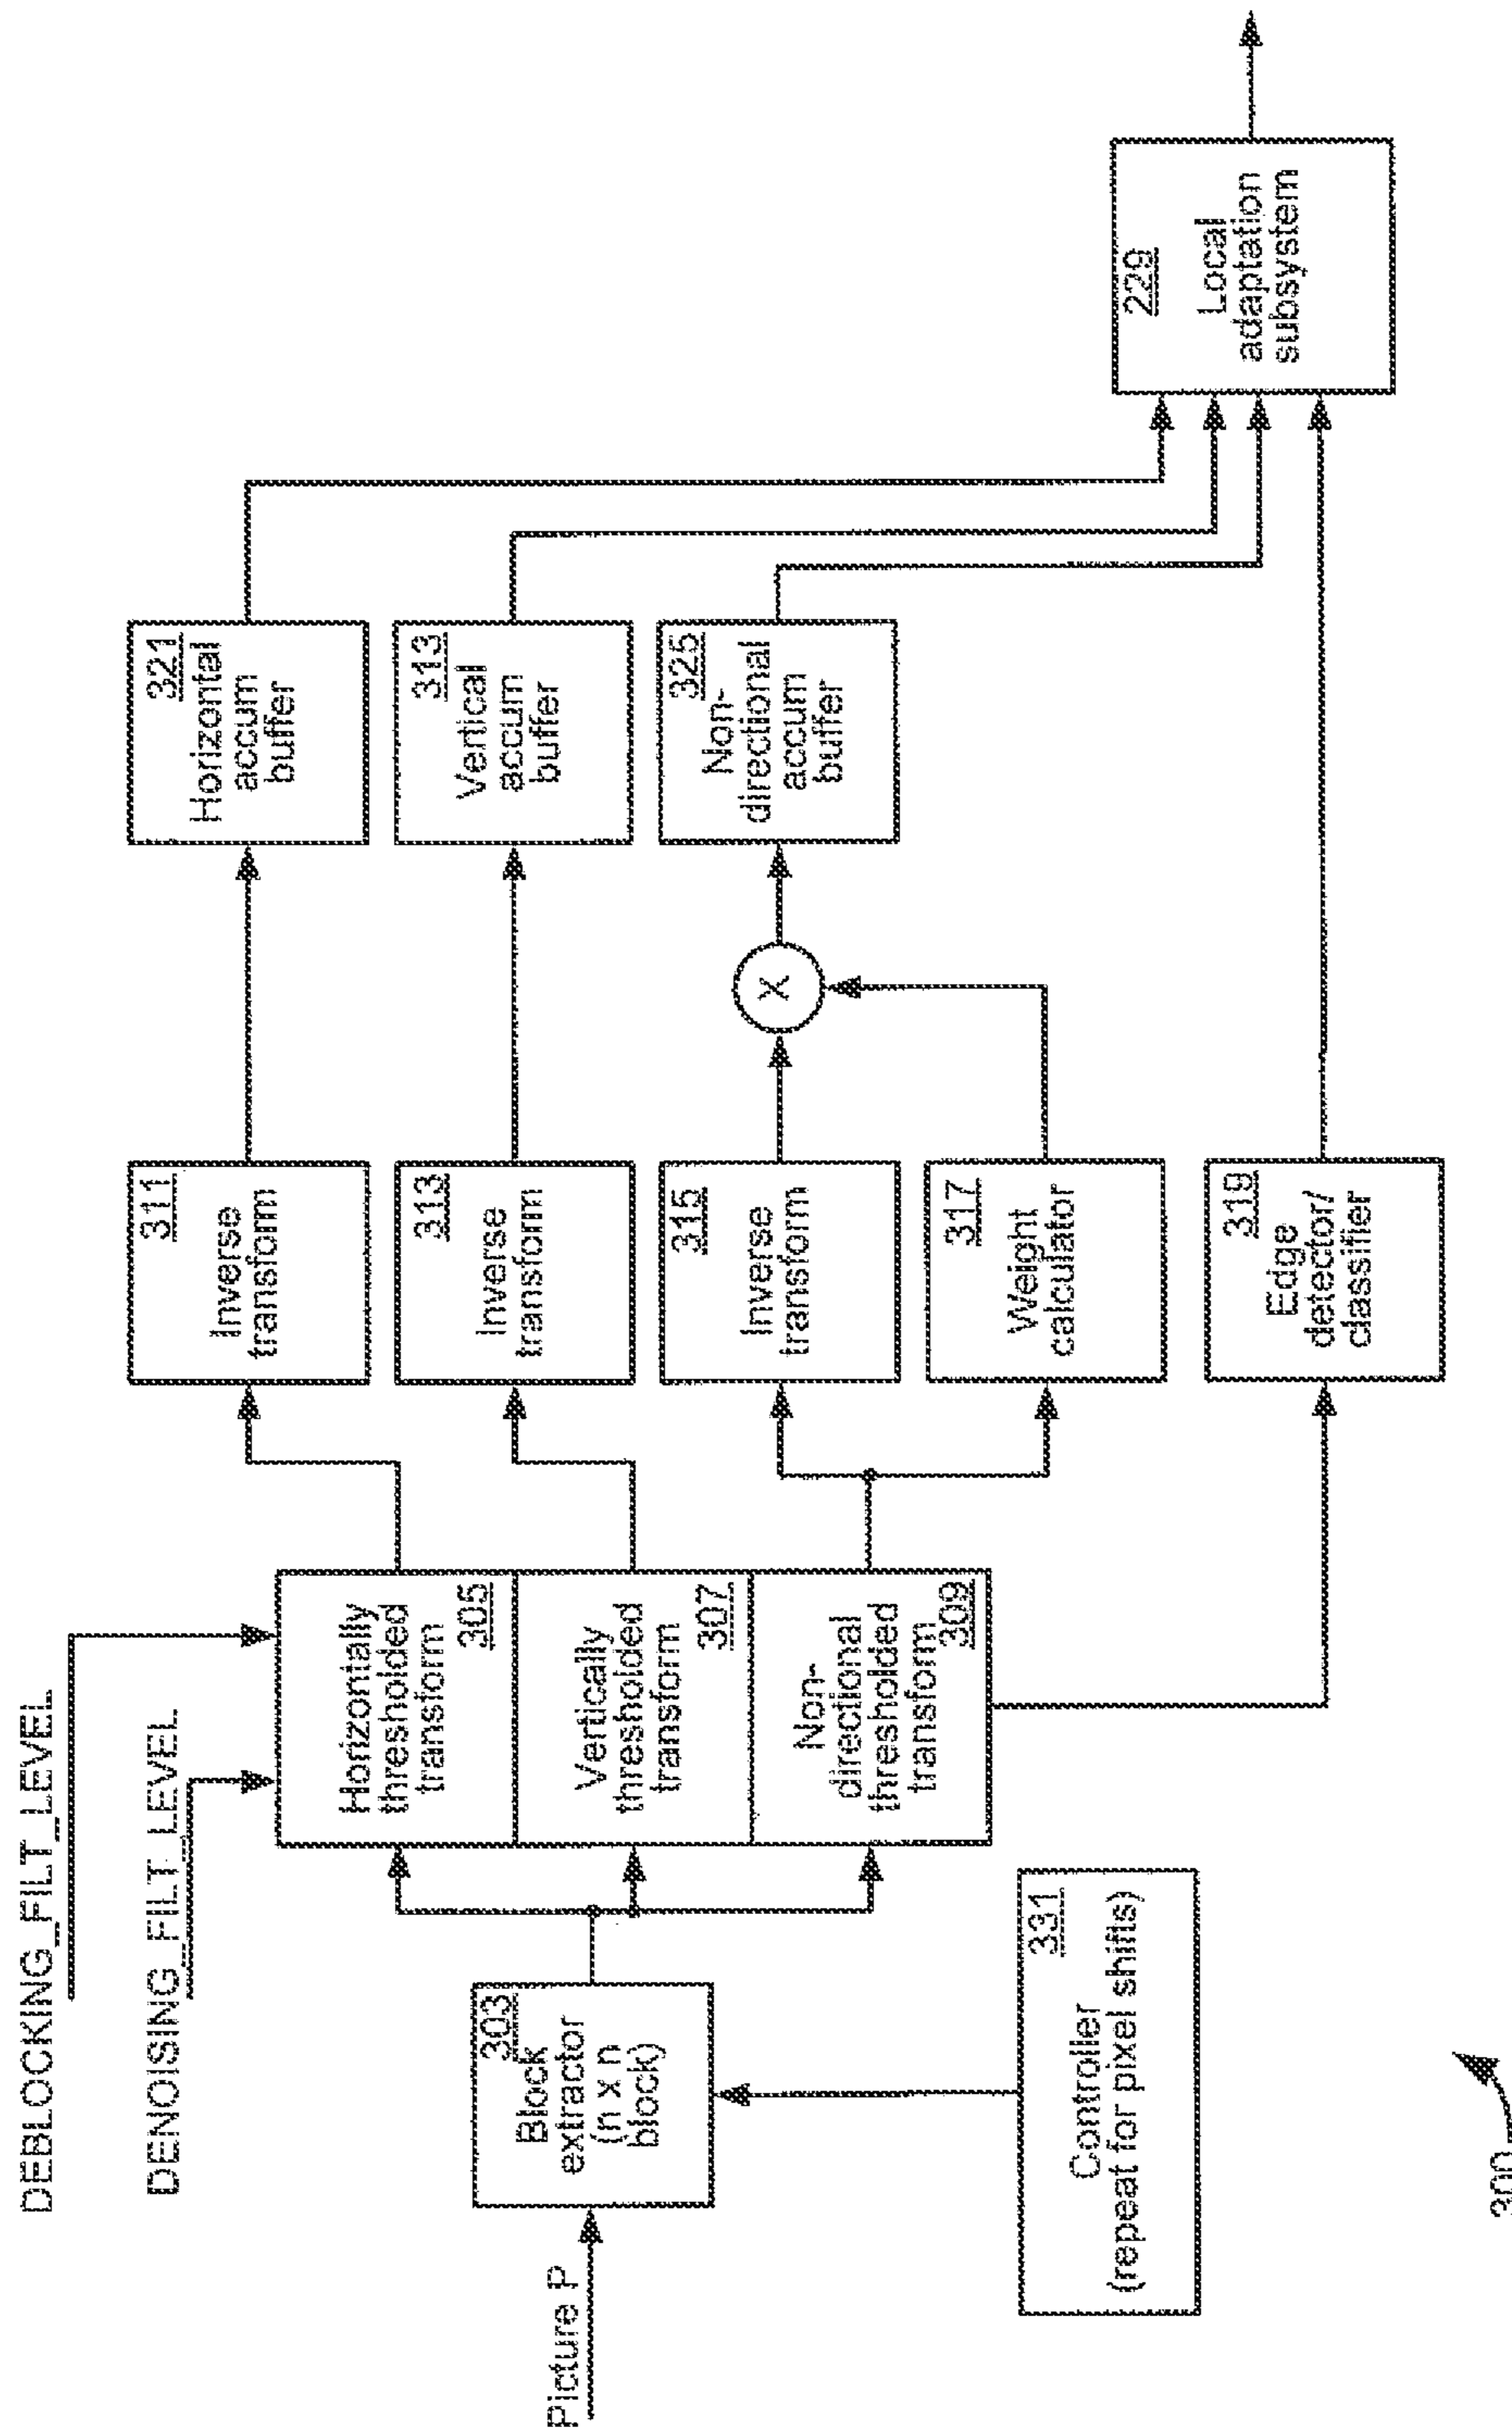 DEBLOCKING_FILT_LEVEL
DENOISING_FILT_LEVEL
Picture P
303
Block
extractor
(n x n
block)
331
Controller
(repeat for pixel shifts)
Horizontally
thresholded
transform
305
Vertically
thresholded
transform
307
Non-
directional
thresholded
transform
309
311
Inverse
transform
313
Inverse
transform
315
Inverse
transform
317
Weight
calculator
319
Edge
detector/
classifier
X
321
Horizontal
accum
buffer
313
Vertical
accum
buffer
325
Non-
directional
accum
buffer
229
Local
adaptation
subsystem
300